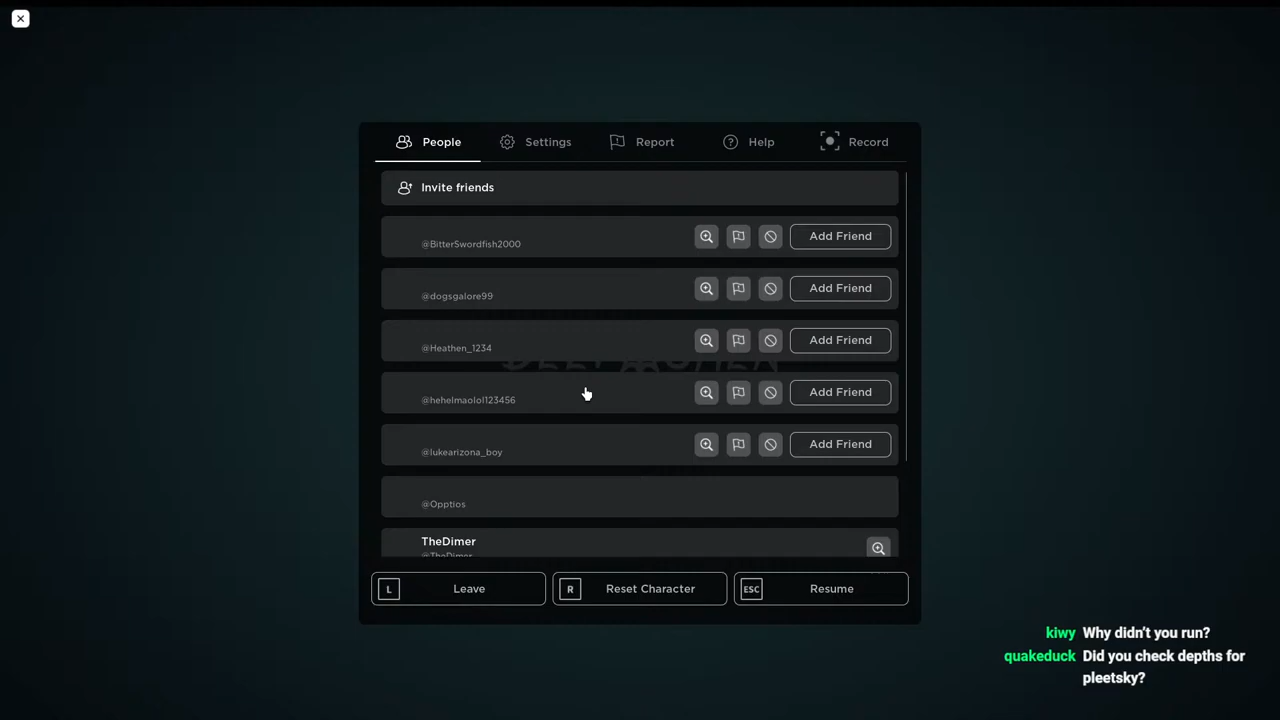 People Settings Report Help Record
Invite friends
@BitterSwordfish2000 Add Friend
@dogsgalore99 Add Friend
@Heathen_1234 Add Friend
DEEPWOKEN
@hehelmaolol123456 Add Friend
@lukearizona_boy Add Friend
@Opptios
TheDimer
@TheDimer
L Leave R Reset Character ESC Resume
kiwy Why didn't you run?
quakeduck Did you check depths for
pleetsky?